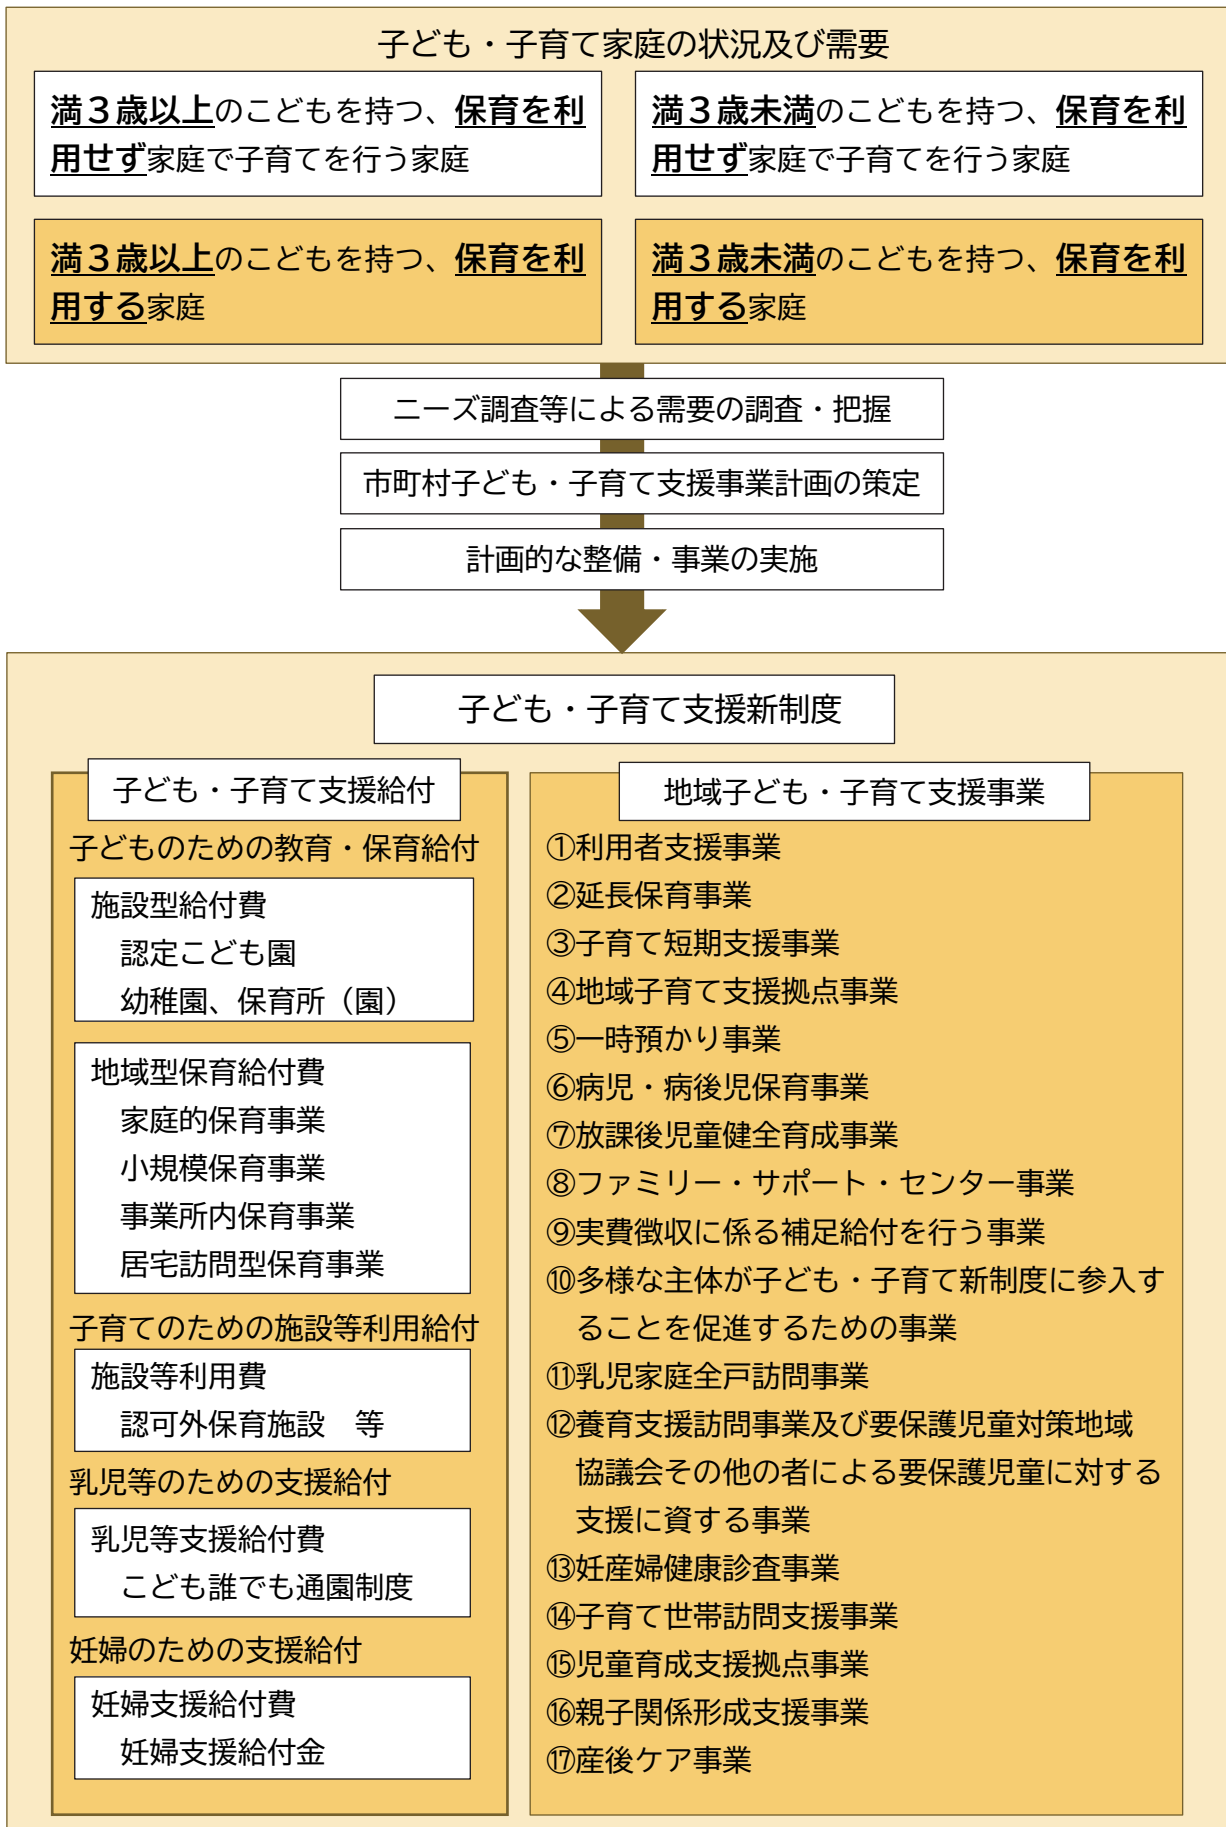 子ども・子育て家庭の状況及び需要
満３歳以上のこどもを持つ、保育を利
用せず家庭で子育てを行う家庭
満３歳未満のこどもを持つ、保育を利
用せず家庭で子育てを行う家庭
満３歳以上のこどもを持つ、保育を利
用する家庭
満３歳未満のこどもを持つ、保育を利
用する家庭
ニーズ調査等による需要の調査・把握
市町村子ども・子育て支援事業計画の策定
計画的な整備・事業の実施
子ども・子育て支援新制度
子ども・子育て支援給付
子どものための教育・保育給付
施設型給付費
認定こども園
幼稚園、保育所（園）
地域型保育給付費
家庭的保育事業
小規模保育事業
事業所内保育事業
居宅訪問型保育事業
子育てのための施設等利用給付
施設等利用費
認可外保育施設　等
乳児等のための支援給付
乳児等支援給付費
こども誰でも通園制度
妊婦のための支援給付
妊婦支援給付費
妊婦支援給付金
地域子ども・子育て支援事業
①利用者支援事業
②延長保育事業
③子育て短期支援事業
④地域子育て支援拠点事業
⑤一時預かり事業
⑥病児・病後児保育事業
⑦放課後児童健全育成事業
⑧ファミリー・サポート・センター事業
⑨実費徴収に係る補足給付を行う事業
⑩多様な主体が子ども・子育て新制度に参入す
ることを促進するための事業
⑪乳児家庭全戸訪問事業
⑫養育支援訪問事業及び要保護児童対策地域
協議会その他の者による要保護児童に対する
支援に資する事業
⑬妊産婦健康診査事業
⑭子育て世帯訪問支援事業
⑮児童育成支援拠点事業
⑯親子関係形成支援事業
⑰産後ケア事業